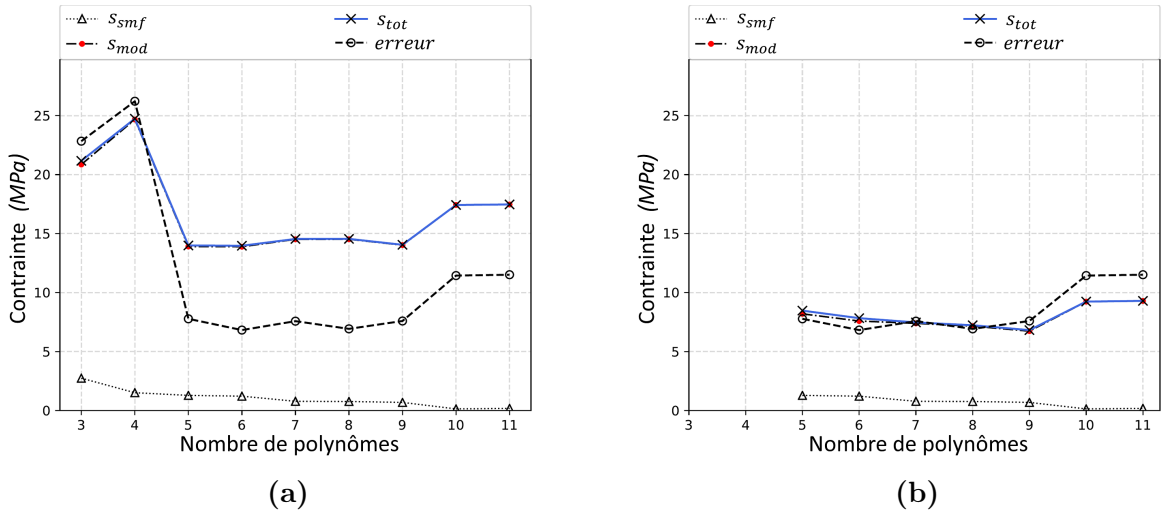 s_smf s_tot
s_mod erreur
Contrainte (MPa)
25
20
15
10
5
0
3 4 5 6 7 8 9 10 11
Nombre de polynômes
(a)
s_smf s_tot
s_mod erreur
Contrainte (MPa)
25
20
15
10
5
0
3 3 4 5 6 7 8 9 10 11
Nombre de polynômes
(b)